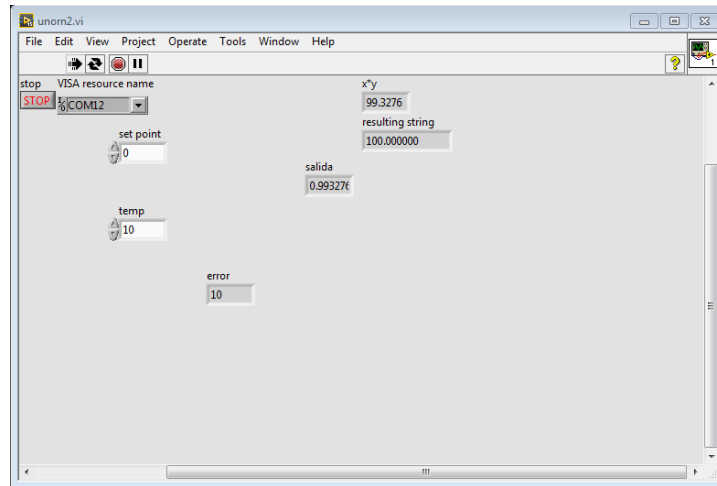 unorn2.vi
File Edit View Project Operate Tools Window Help
?
1
stop
STOP
VISA resource name
I/O COM12
x*y
99.3276
resulting string
100.000000
set point
0
salida
0.993276
temp
10
error
10